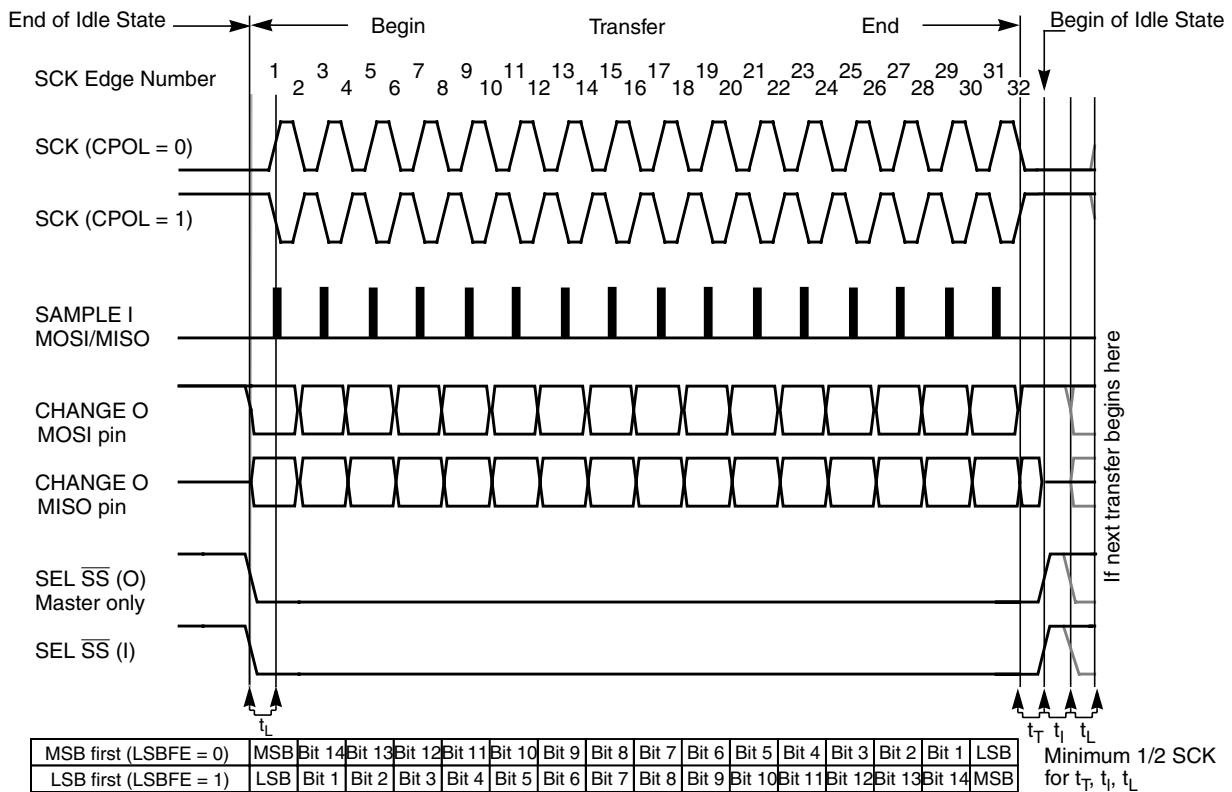 End of Idle State
Begin
Transfer
End
Begin of Idle State
SCK Edge Number
1 3 5 7 9 11 13 15 17 19 21 23 25 27 29 31
2 4 6 8 10 12 14 16 18 20 22 24 26 28 30 32
SCK (CPOL = 0)
SCK (CPOL = 1)
SAMPLE I
MOSI/MISO
CHANGE O
MOSI pin
CHANGE O
MISO pin
SEL SS (O)
Master only
SEL SS (I)
If next transfer begins here
tL
tT tI tL
MSB first (LSBFE = 0) MSB Bit 14 Bit 13 Bit 12 Bit 11 Bit 10 Bit 9 Bit 8 Bit 7 Bit 6 Bit 5 Bit 4 Bit 3 Bit 2 Bit 1 LSB
LSB first (LSBFE = 1) LSB Bit 1 Bit 2 Bit 3 Bit 4 Bit 5 Bit 6 Bit 7 Bit 8 Bit 9 Bit 10 Bit 11 Bit 12 Bit 13 Bit 14 MSB
Minimum 1/2 SCK
for tT, tI, tL